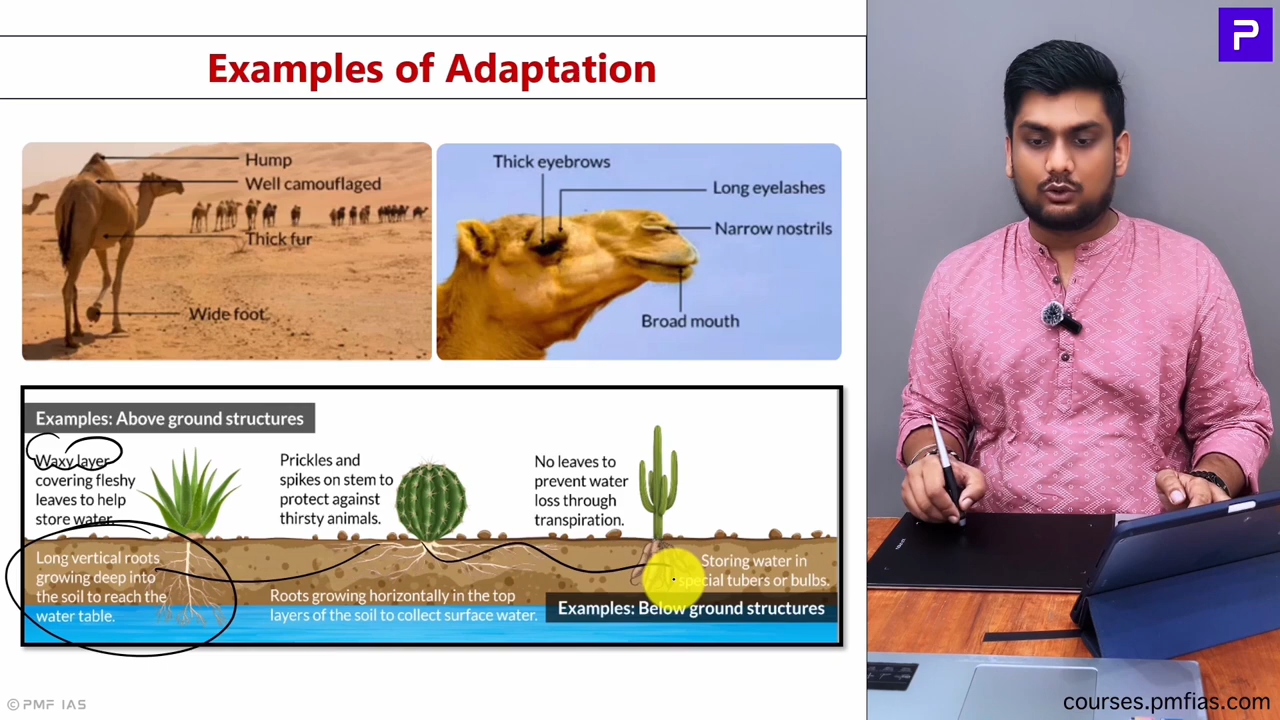 Examples of Adaptation
Hump
Well camouflaged
Thick fur
Wide foot
Thick eyebrows
Long eyelashes
Narrow nostrils
Broad mouth
Examples: Above ground structures
Waxy layer
covering fleshy
leaves to help
store water.
Prickles and
spikes on stem to
protect against
thirsty animals.
No leaves to
prevent water
loss through
transpiration.
Long vertical roots
growing deep into
the soil to reach the
water table.
Roots growing horizontally in the top
layers of the soil to collect surface water.
Storing water in
special tubers or bulbs.
Examples: Below ground structures
© PMF IAS
P
courses.pmfias.com